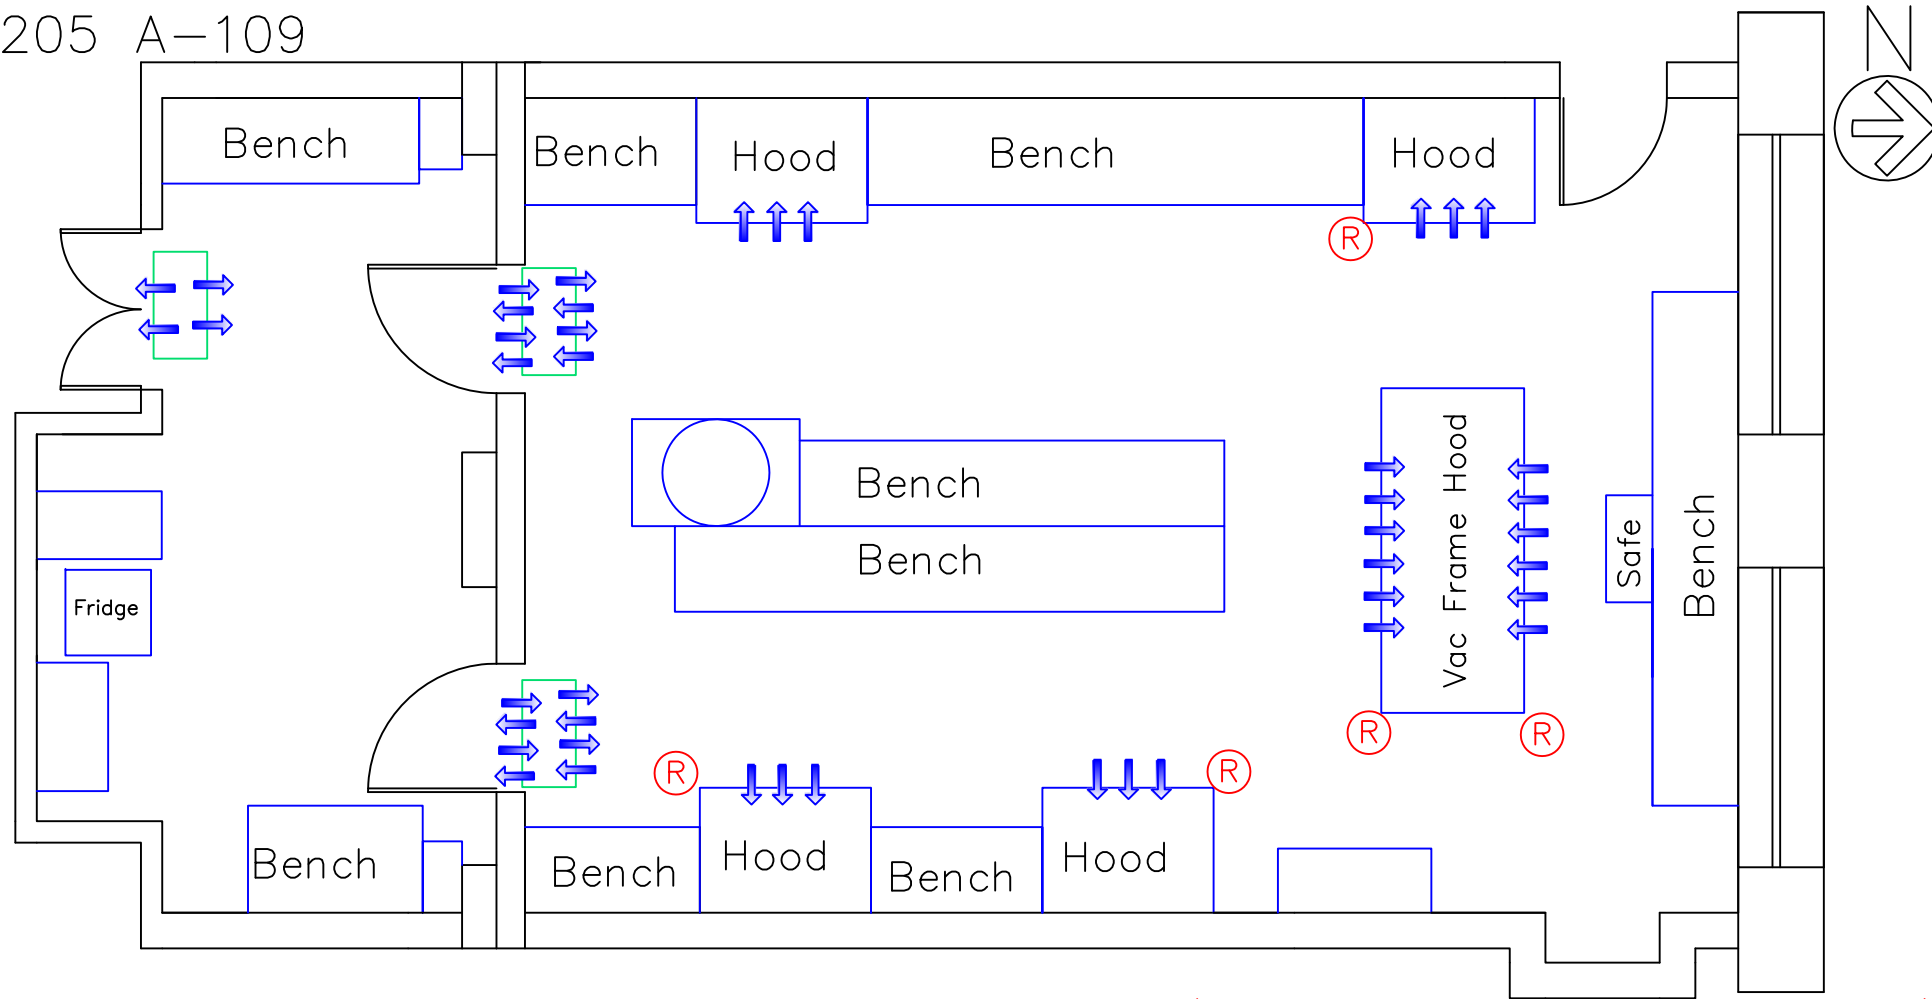 205 A-109
N
Bench
Bench
Hood
Bench
Hood
R
Bench
Bench
Vac Frame Hood
Safe
Bench
Fridge
R
R
R
R
Bench
Bench
Hood
Bench
Hood